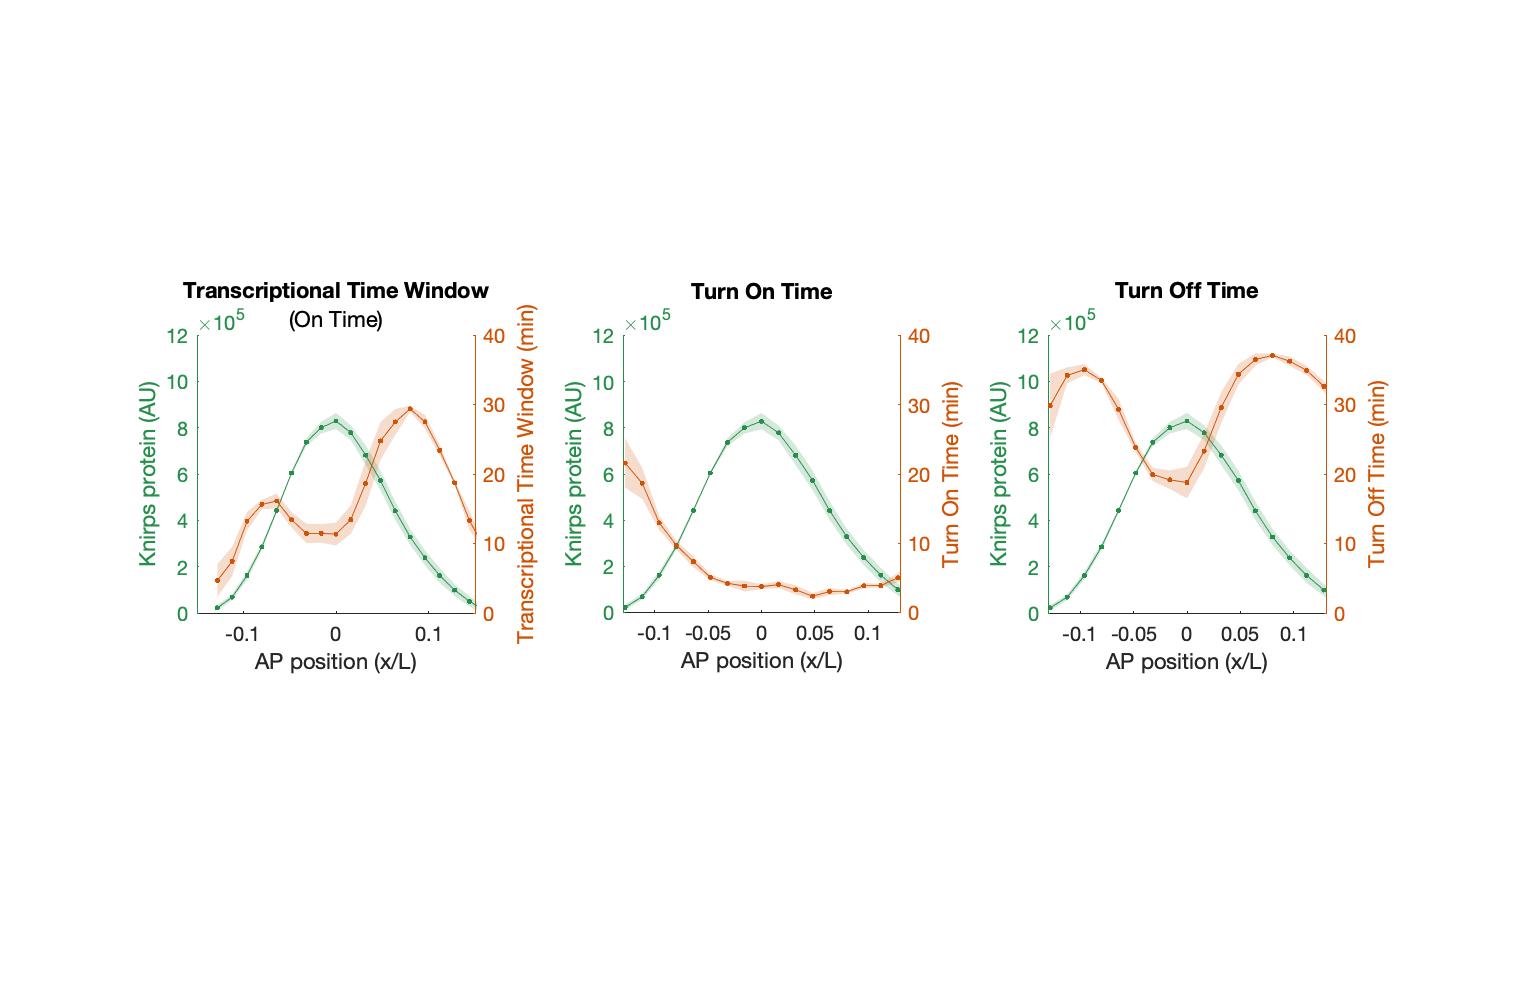 Transcriptional Time Window
(On Time)
×10^5
12
10
8
6
4
2
0
Knirps protein (AU)
40
30
20
10
0
Transcriptional Time Window (min)
-0.1 0 0.1
AP position (x/L)
Turn On Time
×10^5
12
10
8
6
4
2
0
Knirps protein (AU)
40
30
20
10
0
Turn On Time (min)
-0.1 -0.05 0 0.05 0.1
AP position (x/L)
Turn Off Time
×10^5
12
10
8
6
4
2
0
Knirps protein (AU)
40
30
20
10
0
Turn Off Time (min)
-0.1 -0.05 0 0.05 0.1
AP position (x/L)